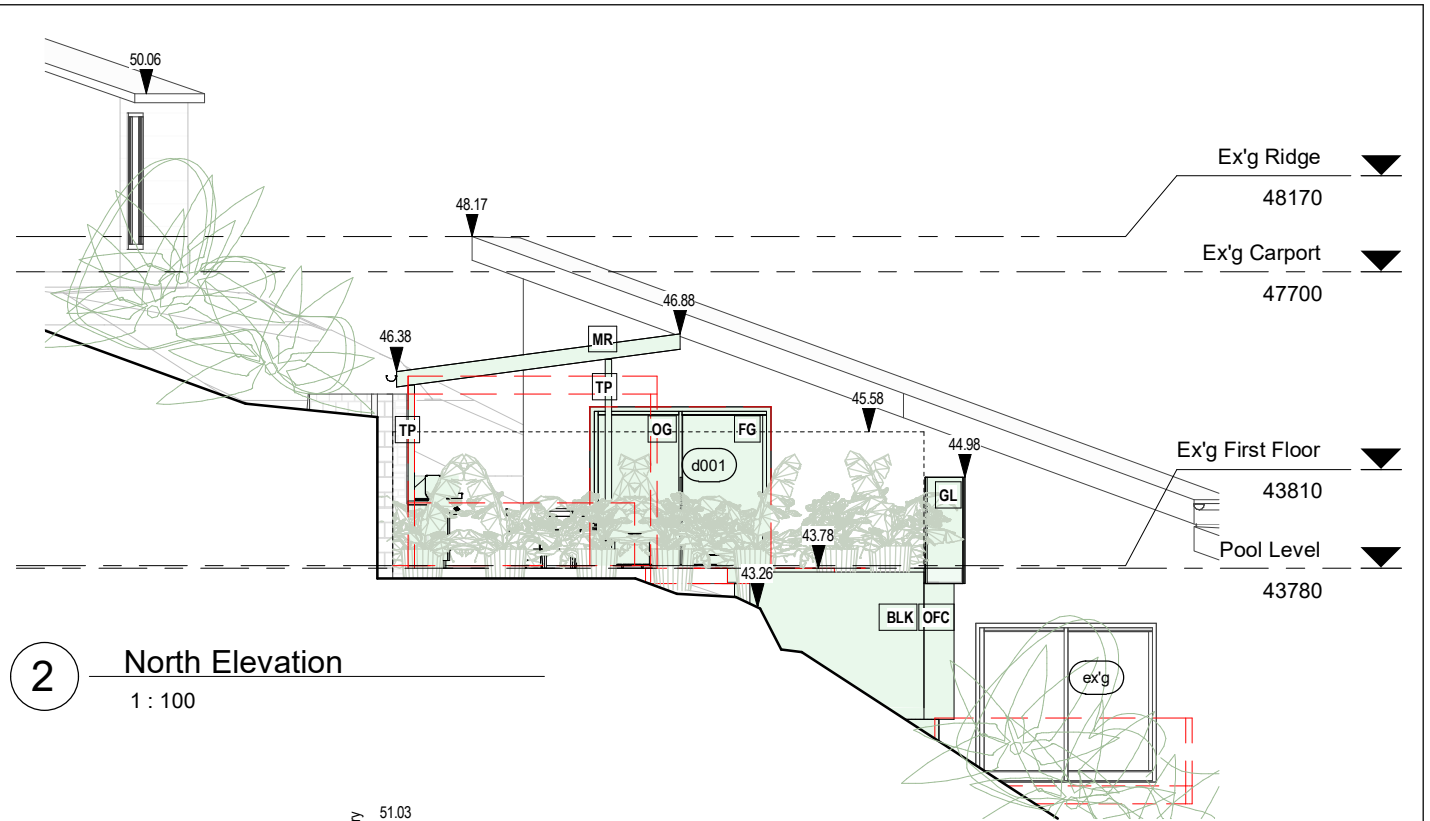 50.06
Ex'g Ridge
48170
48.17
Ex'g Carport
47700
46.88
46.38
MR
TP
45.58
TP
OG
FG
44.98
Ex'g First Floor
43810
d001
GL
43.78
Pool Level
43780
43.26
BLK
OFC
2
North Elevation
1 : 100
ex'g
51.03